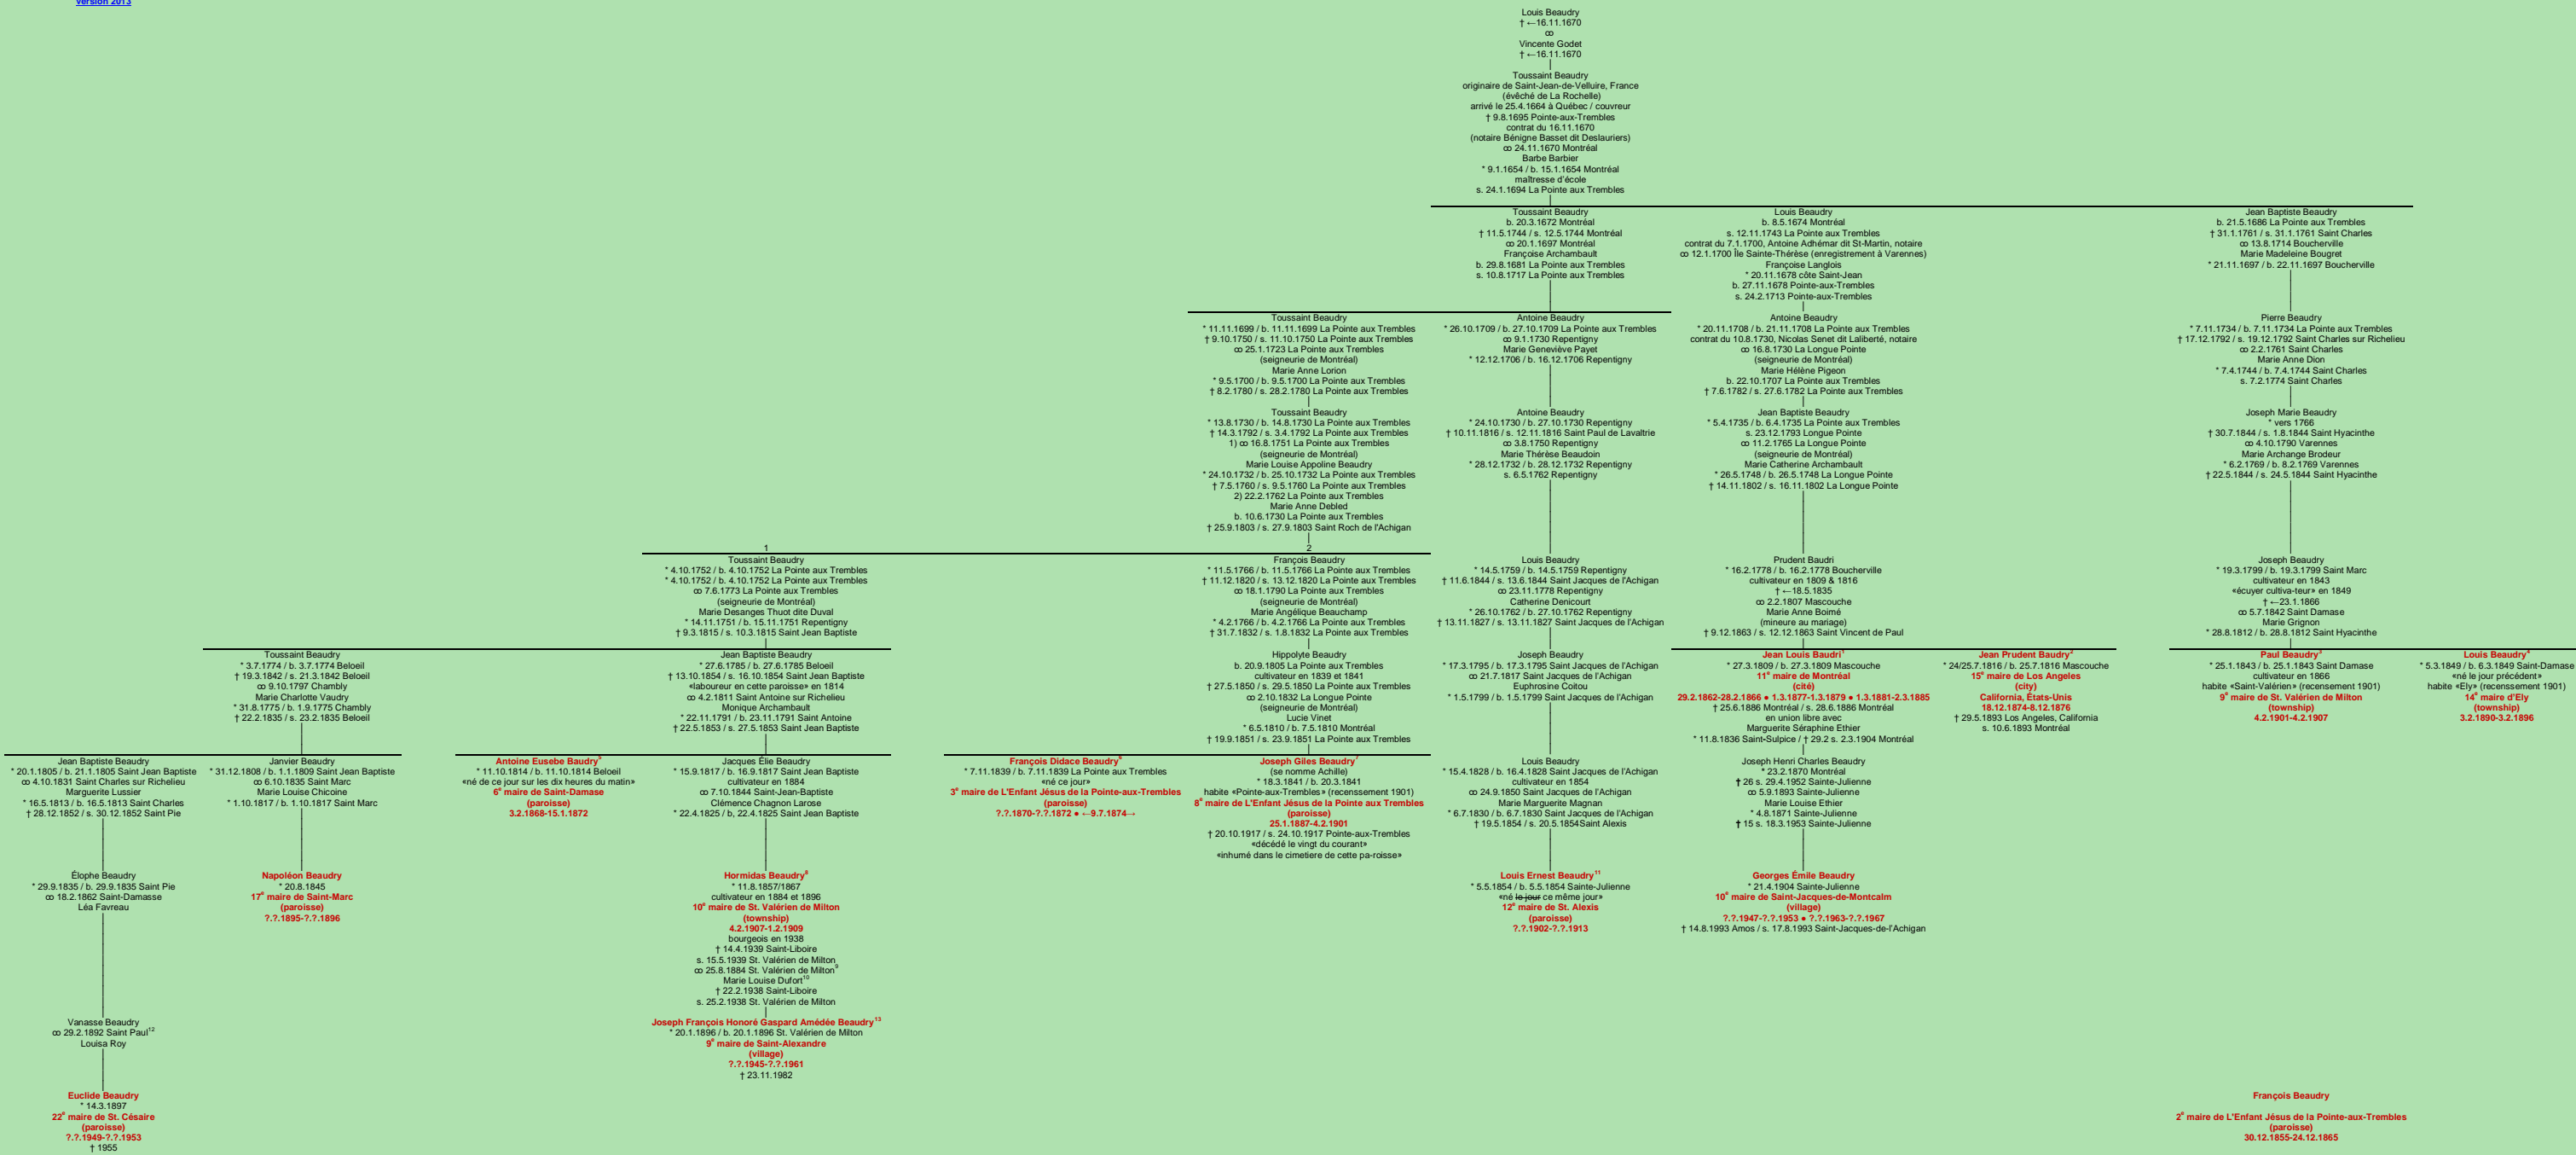 version 2013
Louis Beaudry
† ←16.11.1670
∞
Vincente Godet
† ←16.11.1670
Toussaint Beaudry
originaire de Saint-Jean-de-Velluire, France
(évêché de La Rochelle)
arrivé le 25.4.1664 à Québec / couvreur
† 9.8.1695 Pointe-aux-Trembles
contrat du 16.11.1670
(notaire Bénigne Basset dit Deslauriers)
∞ 24.11.1670 Montréal
Barbe Barbier
* 9.1.1654 / b. 15.1.1654 Montréal
maîtresse d'école
s. 24.1.1694 La Pointe aux Trembles
Toussaint Beaudry
b. 20.3.1672 Montréal
† 11.5.1744 / s. 12.5.1744 Montréal
∞ 20.1.1697 Montréal
Françoise Archambault
b. 29.8.1681 La Pointe aux Trembles
s. 10.8.1717 La Pointe aux Trembles
Louis Beaudry
b. 8.5.1674 Montréal
s. 12.11.1743 La Pointe aux Trembles
contrat du 7.1.1700, Antoine Adhémar dit St-Martin, notaire
∞ 12.1.1700 Île Sainte-Thérèse (enregistrement à Varennes)
Françoise Langlois
* 20.11.1678 côte Saint-Jean
b. 27.11.1678 Pointe-aux-Trembles
s. 24.2.1713 Pointe-aux-Trembles
Jean Baptiste Beaudry
b. 21.5.1686 La Pointe aux Trembles
† 31.1.1761 / s. 31.1.1761 Saint Charles
∞ 13.8.1714 Boucherville
Marie Madeleine Bougret
* 21.11.1697 / b. 22.11.1697 Boucherville
Toussaint Beaudry
* 11.11.1699 / b. 11.11.1699 La Pointe aux Trembles
† 9.10.1750 / s. 11.10.1750 La Pointe aux Trembles
∞ 25.1.1723 La Pointe aux Trembles
(seigneurie de Montréal)
Marie Anne Lorion
* 9.5.1700 / b. 9.5.1700 La Pointe aux Trembles
† 8.2.1780 / s. 28.2.1780 La Pointe aux Trembles
Antoine Beaudry
* 26.10.1709 / b. 27.10.1709 La Pointe aux Trembles
∞ 9.1.1730 Repentigny
Marie Geneviève Payet
* 12.12.1706 / b. 16.12.1706 Repentigny
Antoine Beaudry
* 20.11.1708 / b. 21.11.1708 La Pointe aux Trembles
contrat du 10.8.1730, Nicolas Senet dit Laliberté, notaire
∞ 16.8.1730 La Longue Pointe
(seigneurie de Montréal)
Marie Hélène Pigeon
b. 22.10.1707 La Pointe aux Trembles
† 7.6.1782 / s. 27.6.1782 La Pointe aux Trembles
Pierre Beaudry
* 7.11.1734 / b. 7.11.1734 La Pointe aux Trembles
† 17.12.1792 / s. 19.12.1792 Saint Charles sur Richelieu
∞ 2.2.1761 Saint Charles
Marie Anne Dion
* 7.4.1744 / b. 7.4.1744 Saint Charles
s. 7.2.1774 Saint Charles
Toussaint Beaudry
* 13.8.1730 / b. 14.8.1730 La Pointe aux Trembles
† 14.3.1792 / s. 3.4.1792 La Pointe aux Trembles
1) ∞ 16.8.1751 La Pointe aux Trembles
(seigneurie de Montréal)
Marie Louise Appoline Beaudry
* 24.10.1732 / b. 25.10.1732 La Pointe aux Trembles
† 7.5.1760 / s. 9.5.1760 La Pointe aux Trembles
2) 22.2.1762 La Pointe aux Trembles
Marie Anne Debled
b. 10.6.1730 La Pointe aux Trembles
† 25.9.1803 / s. 27.9.1803 Saint Roch de l'Achigan
Antoine Beaudry
* 24.10.1730 / b. 27.10.1730 Repentigny
† 10.11.1816 / s. 12.11.1816 Saint Paul de Lavaltrie
∞ 3.8.1750 Repentigny
Marie Thérèse Beaudoin
* 28.12.1732 / b. 28.12.1732 Repentigny
s. 6.5.1762 Repentigny
Jean Baptiste Beaudry
* 5.4.1735 / b. 6.4.1735 La Pointe aux Trembles
s. 23.12.1793 Longue Pointe
∞ 11.2.1765 La Longue Pointe
(seigneurie de Montréal)
Marie Catherine Archambault
* 26.5.1748 / b. 26.5.1748 La Longue Pointe
† 14.11.1802 / s. 16.11.1802 La Longue Pointe
Joseph Marie Beaudry
* vers 1766
† 30.7.1844 / s. 1.8.1844 Saint Hyacinthe
∞ 4.10.1790 Varennes
Marie Archange Brodeur
* 6.2.1769 / b. 8.2.1769 Varennes
† 22.5.1844 / s. 24.5.1844 Saint Hyacinthe
1
2
Toussaint Beaudry
* 4.10.1752 / b. 4.10.1752 La Pointe aux Trembles
* 4.10.1752 / b. 4.10.1752 La Pointe aux Trembles
∞ 7.6.1773 La Pointe aux Trembles
(seigneurie de Montréal)
Marie Desanges Thuot dite Duval
* 14.11.1751 / b. 15.11.1751 Repentigny
† 9.3.1815 / s. 10.3.1815 Saint Jean Baptiste
François Beaudry
* 11.5.1766 / b. 11.5.1766 La Pointe aux Trembles
† 11.12.1820 / s. 13.12.1820 La Pointe aux Trembles
∞ 18.1.1790 La Pointe aux Trembles
(seigneurie de Montréal)
Marie Angélique Beauchamp
* 4.2.1766 / b. 4.2.1766 La Pointe aux Trembles
† 31.7.1832 / s. 1.8.1832 La Pointe aux Trembles
Louis Beaudry
* 14.5.1759 / b. 14.5.1759 Repentigny
† 11.6.1844 / s. 13.6.1844 Saint Jacques de l'Achigan
∞ 23.11.1778 Repentigny
Catherine Denicourt
* 26.10.1762 / b. 27.10.1762 Repentigny
† 13.11.1827 / s. 13.11.1827 Saint Jacques de l'Achigan
Prudent Baudri
* 16.2.1778 / b. 16.2.1778 Boucherville
cultivateur en 1809 & 1816
† ←18.5.1835
∞ 2.2.1807 Mascouche
Marie Anne Boimé
(mineure au mariage)
† 9.12.1863 / s. 12.12.1863 Saint Vincent de Paul
Joseph Beaudry
* 19.3.1799 / b. 19.3.1799 Saint Marc
cultivateur en 1843
«écuyer cultiva-teur» en 1849
† ←23.1.1866
∞ 5.7.1842 Saint Damase
Marie Grignon
* 28.8.1812 / b. 28.8.1812 Saint Hyacinthe
Toussaint Beaudry
* 3.7.1774 / b. 3.7.1774 Beloeil
† 19.3.1842 / s. 21.3.1842 Beloeil
∞ 9.10.1797 Chambly
Marie Charlotte Vaudry
* 31.8.1775 / b. 1.9.1775 Chambly
† 22.2.1835 / s. 23.2.1835 Beloeil
Jean Baptiste Beaudry
* 27.6.1785 / b. 27.6.1785 Beloeil
† 13.10.1854 / s. 16.10.1854 Saint Jean Baptiste
«laboureur en cette paroisse» en 1814
∞ 4.2.1811 Saint Antoine sur Richelieu
Monique Archambault
* 22.11.1791 / b. 23.11.1791 Saint Antoine
† 22.5.1853 / s. 27.5.1853 Saint Jean Baptiste
Hippolyte Beaudry
b. 20.9.1805 La Pointe aux Trembles
cultivateur en 1839 et 1841
† 27.5.1850 / s. 29.5.1850 La Pointe aux Trembles
∞ 2.10.1832 La Longue Pointe
(seigneurie de Montréal)
Lucie Vinet
* 6.5.1810 / b. 7.5.1810 Montréal
† 19.9.1851 / s. 23.9.1851 La Pointe aux Trembles
Joseph Beaudry
* 17.3.1795 / b. 17.3.1795 Saint Jacques de l'Achigan
∞ 21.7.1817 Saint Jacques de l'Achigan
Euphrosine Coitou
* 1.5.1799 / b. 1.5.1799 Saint Jacques de l'Achigan
Jean Louis Baudri¹
* 27.3.1809 / b. 27.3.1809 Mascouche
11e maire de Montréal
(cité)
29.2.1862-28.2.1866 ● 1.3.1877-1.3.1879 ● 1.3.1881-2.3.1885
† 25.6.1886 Montréal / s. 28.6.1886 Montréal
en union libre avec
Marguerite Séraphine Ethier
* 11.8.1836 Saint-Sulpice / † 29.2 s. 2.3.1904 Montréal
Jean Prudent Baudry²
* 24/25.7.1816 / b. 25.7.1816 Mascouche
15e maire de Los Angeles
(city)
California, États-Unis
18.12.1874-8.12.1876
† 29.5.1893 Los Angeles, California
s. 10.6.1893 Montréal
Paul Beaudry³
* 25.1.1843 / b. 25.1.1843 Saint Damase
cultivateur en 1866
habite «Saint-Valérien» (recensement 1901)
9e maire de St. Valérien de Milton
(township)
4.2.1901-4.2.1907
Louis Beaudry⁴
* 5.3.1849 / b. 6.3.1849 Saint-Damase
«né le jour précédent»
habite «Ely» (recenssement 1901)
14e maire d'Ely
(township)
3.2.1890-3.2.1896
Jean Baptiste Beaudry
* 20.1.1805 / b. 21.1.1805 Saint Jean Baptiste
∞ 4.10.1831 Saint Charles sur Richelieu
Marguerite Lussier
* 16.5.1813 / b. 16.5.1813 Saint Charles
† 28.12.1852 / s. 30.12.1852 Saint Pie
Janvier Beaudry
* 31.12.1808 / b. 1.1.1809 Saint Jean Baptiste
∞ 6.10.1835 Saint Marc
Marie Louise Chicoine
* 1.10.1817 / b. 1.10.1817 Saint Marc
Antoine Eusebe Baudry⁵
* 11.10.1814 / b. 11.10.1814 Beloeil
«né de ce jour sur les dix heures du matin»
6e maire de Saint-Damase
(paroisse)
3.2.1868-15.1.1872
Jacques Élie Beaudry
* 15.9.1817 / b. 16.9.1817 Saint Jean Baptiste
cultivateur en 1884
∞ 7.10.1844 Saint-Jean-Baptiste
Clémence Chagnon Larose
* 22.4.1825 / b, 22.4.1825 Saint Jean Baptiste
François Didace Beaudry⁶
* 7.11.1839 / b. 7.11.1839 La Pointe aux Trembles
«né ce jour»
3e maire de L'Enfant Jésus de la Pointe-aux-Trembles
(paroisse)
?.?.1870-?.?.1872 ● ←9.7.1874→
Joseph Giles Beaudry⁷
(se nomme Achille)
* 18.3.1841 / b. 20.3.1841
habite «Pointe-aux-Trembles» (recenssement 1901)
8e maire de L'Enfant Jésus de la Pointe aux Trembles
(paroisse)
25.1.1887-4.2.1901
† 20.10.1917 / s. 24.10.1917 Pointe-aux-Trembles
«décédé le vingt du courant»
«inhumé dans le cimetiere de cette pa-roisse»
Louis Beaudry
* 15.4.1828 / b. 16.4.1828 Saint Jacques de l'Achigan
cultivateur en 1854
∞ 24.9.1850 Saint Jacques de l'Achigan
Marie Marguerite Magnan
* 6.7.1830 / b. 6.7.1830 Saint Jacques de l'Achigan
† 19.5.1854 / s. 20.5.1854Saint Alexis
Joseph Henri Charles Beaudry
* 23.2.1870 Montréal
† 26 s. 29.4.1952 Sainte-Julienne
∞ 5.9.1893 Sainte-Julienne
Marie Louise Ethier
* 4.8.1871 Sainte-Julienne
† 15 s. 18.3.1953 Sainte-Julienne
Élophe Beaudry
* 29.9.1835 / b. 29.9.1835 Saint Pie
∞ 18.2.1862 Saint-Damasse
Léa Favreau
Napoléon Beaudry
* 20.8.1845
17e maire de Saint-Marc
(paroisse)
?.?.1895-?.?.1896
Hormidas Beaudry⁸
* 11.8.1857/1867
cultivateur en 1884 et 1896
10e maire de St. Valérien de Milton
(township)
4.2.1907-1.2.1909
bourgeois en 1938
† 14.4.1939 Saint-Liboire
s. 15.5.1939 St. Valérien de Milton
∞ 25.8.1884 St. Valérien de Milton⁹
Marie Louise Dufort¹⁰
† 22.2.1938 Saint-Liboire
s. 25.2.1938 St. Valérien de Milton
Louis Ernest Beaudry¹¹
* 5.5.1854 / b. 5.5.1854 Sainte-Julienne
«né le jour ce même jour»
12e maire de St. Alexis
(paroisse)
?.?.1902-?.?.1913
Georges Émile Beaudry
* 21.4.1904 Sainte-Julienne
10e maire de Saint-Jacques-de-Montcalm
(village)
?.?.1947-?.?.1953 ● ?.?.1963-?.?.1967
† 14.8.1993 Amos / s. 17.8.1993 Saint-Jacques-de-l'Achigan
Vanasse Beaudry
∞ 29.2.1892 Saint Paul¹²
Louisa Roy
Joseph François Honoré Gaspard Amédée Beaudry¹³
* 20.1.1896 / b. 20.1.1896 St. Valérien de Milton
9e maire de Saint-Alexandre
(village)
?.?.1945-?.?.1961
† 23.11.1982
Euclide Beaudry
* 14.3.1897
22e maire de St. Césaire
(paroisse)
?.?.1949-?.?.1953
† 1955
François Beaudry
2e maire de L'Enfant Jésus de la Pointe-aux-Trembles
(paroisse)
30.12.1855-24.12.1865